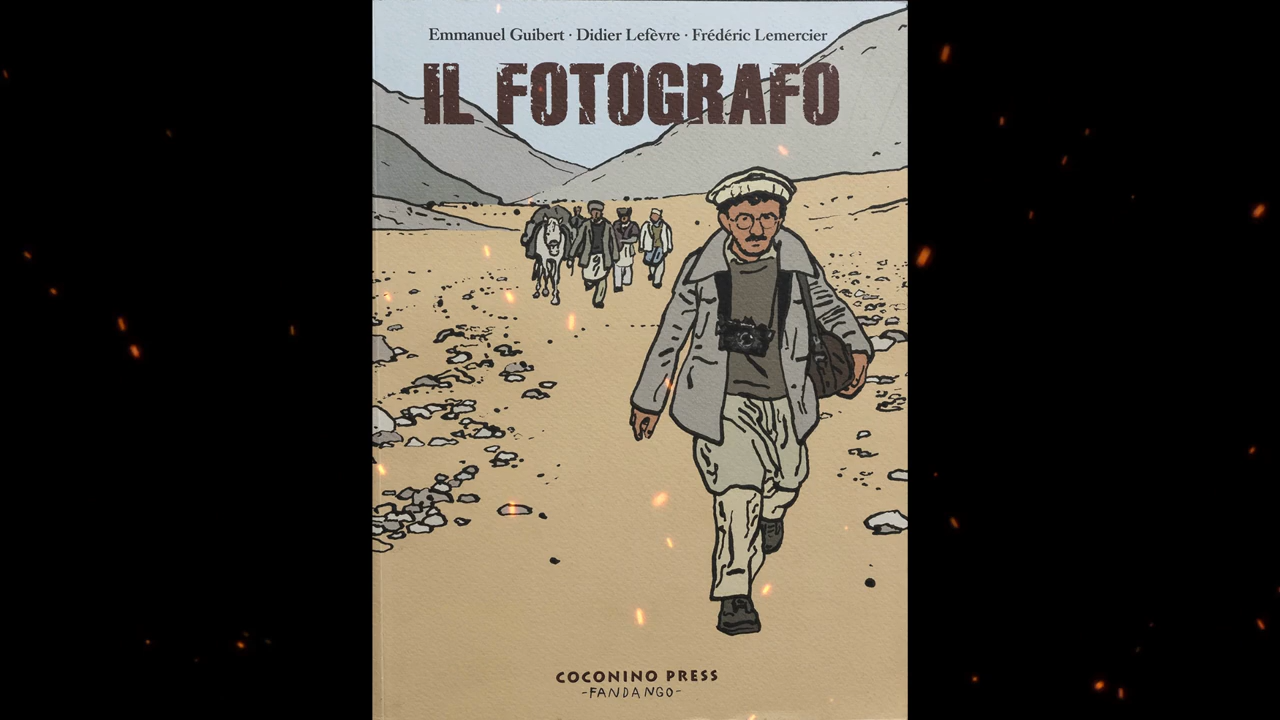 Emmanuel Guibert · Didier Lefèvre · Frédéric Lemercier
IL FOTOGRAFO
COCONINO PRESS
-FANDANGO-